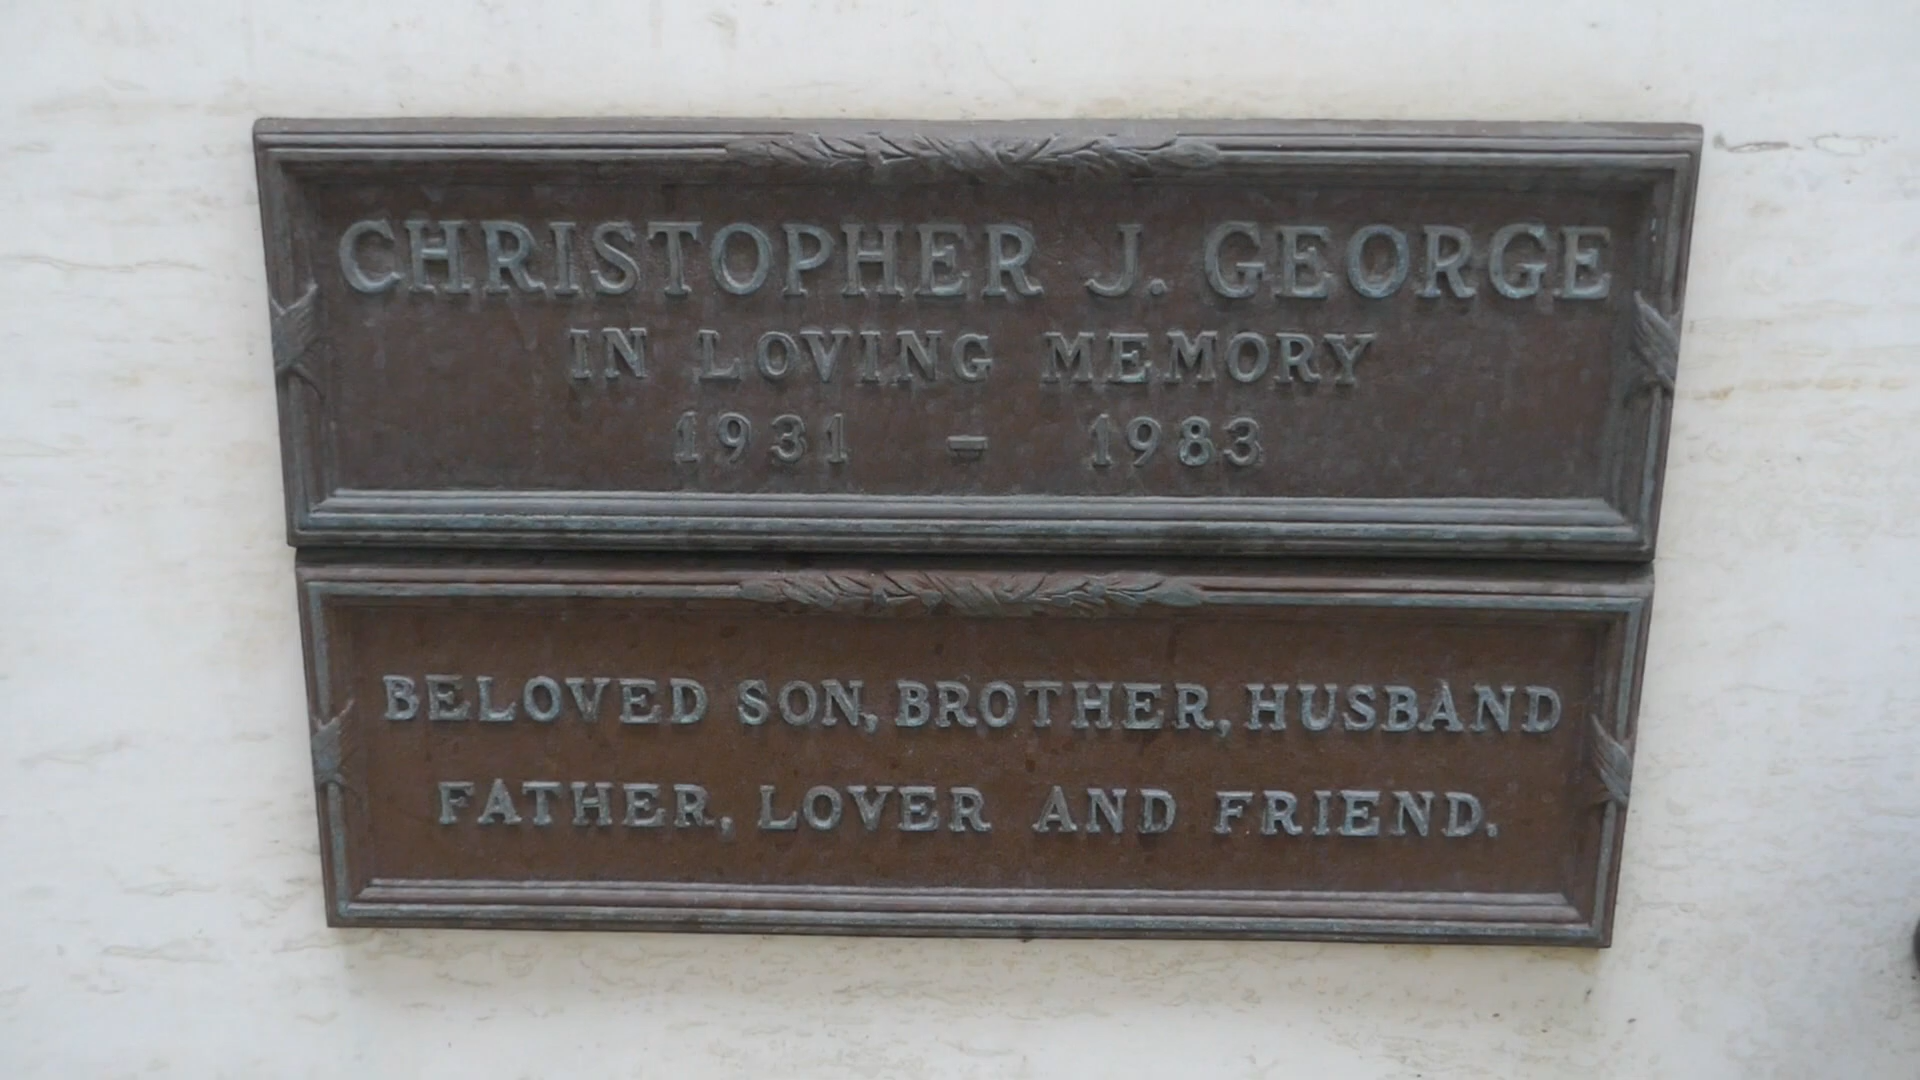 CHRISTOPHER J. GEORGE
IN LOVING MEMORY
1931 - 1983
BELOVED SON, BROTHER, HUSBAND
FATHER, LOVER AND FRIEND.